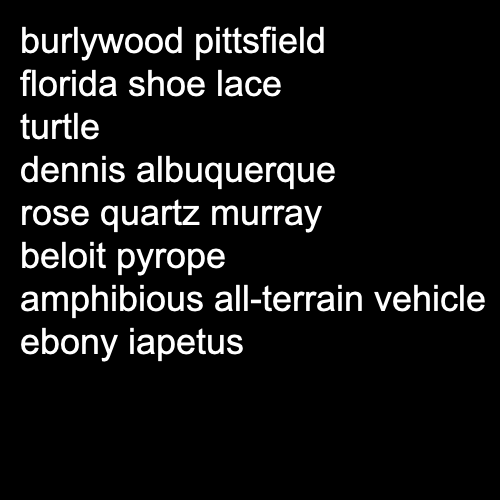 burlywood pittsfield
florida shoe lace
turtle
dennis albuquerque
rose quartz murray
beloit pyrope
amphibious all-terrain vehicle
ebony iapetus